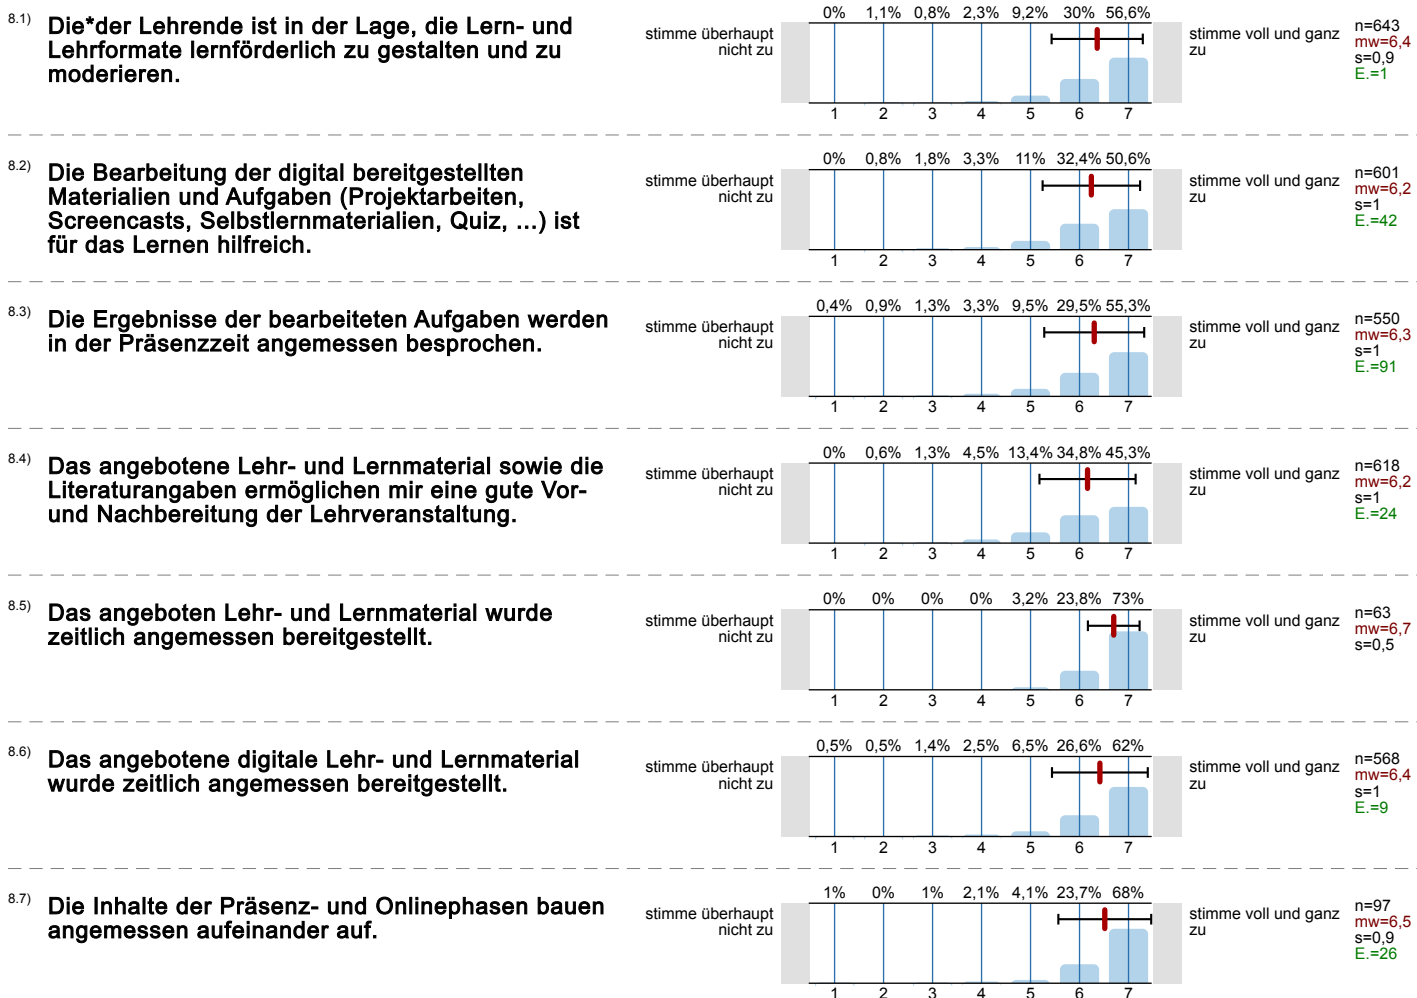 8.1) Die*der Lehrende ist in der Lage, die Lern- und
Lehrformate lernförderlich zu gestalten und zu
moderieren.
stimme überhaupt
nicht zu
0% 1,1% 0,8% 2,3% 9,2% 30% 56,6%
1 2 3 4 5 6 7
stimme voll und ganz
zu
n=643
mw=6,4
s=0,9
E.=1
8.2) Die Bearbeitung der digital bereitgestellten
Materialien und Aufgaben (Projektarbeiten,
Screencasts, Selbstlernmaterialien, Quiz, ...) ist
für das Lernen hilfreich.
stimme überhaupt
nicht zu
0% 0,8% 1,8% 3,3% 11% 32,4% 50,6%
1 2 3 4 5 6 7
stimme voll und ganz
zu
n=601
mw=6,2
s=1
E.=42
8.3) Die Ergebnisse der bearbeiteten Aufgaben werden
in der Präsenzzeit angemessen besprochen.
stimme überhaupt
nicht zu
0,4% 0,9% 1,3% 3,3% 9,5% 29,5% 55,3%
1 2 3 4 5 6 7
stimme voll und ganz
zu
n=550
mw=6,3
s=1
E.=91
8.4) Das angebotene Lehr- und Lernmaterial sowie die
Literaturangaben ermöglichen mir eine gute Vor-
und Nachbereitung der Lehrveranstaltung.
stimme überhaupt
nicht zu
0% 0,6% 1,3% 4,5% 13,4% 34,8% 45,3%
1 2 3 4 5 6 7
stimme voll und ganz
zu
n=618
mw=6,2
s=1
E.=24
8.5) Das angeboten Lehr- und Lernmaterial wurde
zeitlich angemessen bereitgestellt.
stimme überhaupt
nicht zu
0% 0% 0% 0% 3,2% 23,8% 73%
1 2 3 4 5 6 7
stimme voll und ganz
zu
n=63
mw=6,7
s=0,5
8.6) Das angebotene digitale Lehr- und Lernmaterial
wurde zeitlich angemessen bereitgestellt.
stimme überhaupt
nicht zu
0,5% 0,5% 1,4% 2,5% 6,5% 26,6% 62%
1 2 3 4 5 6 7
stimme voll und ganz
zu
n=568
mw=6,4
s=1
E.=9
8.7) Die Inhalte der Präsenz- und Onlinephasen bauen
angemessen aufeinander auf.
stimme überhaupt
nicht zu
1% 0% 1% 2,1% 4,1% 23,7% 68%
1 2 3 4 5 6 7
stimme voll und ganz
zu
n=97
mw=6,5
s=0,9
E.=26